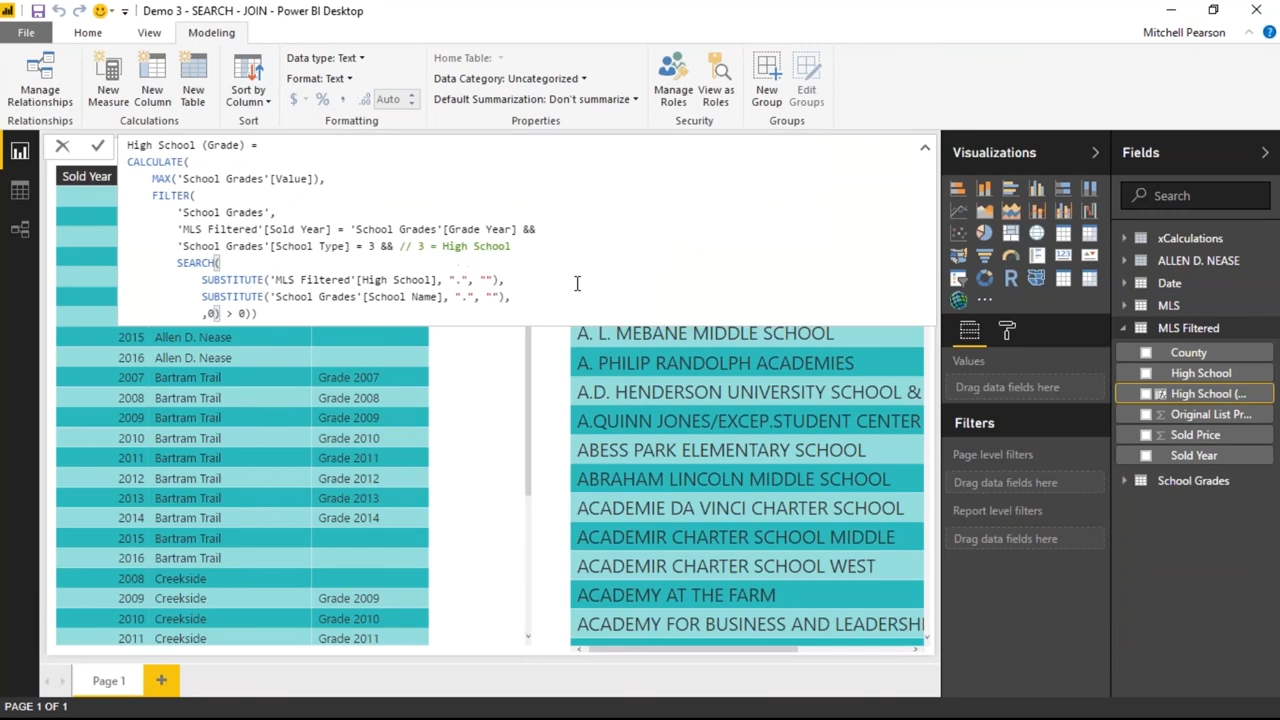 Demo 3 - SEARCH - JOIN - Power BI Desktop
File
Home
View
Modeling
Mitchell Pearson
Manage Relationships
Relationships
New Measure
New Column
New Table
Calculations
Sort by Column
Sort
Data type: Text
Format: Text
$ % , .00 Auto
Formatting
Home Table:
Data Category: Uncategorized
Default Summarization: Don't summarize
Properties
Manage Roles
View as Roles
Security
New Group
Edit Groups
Groups
High School (Grade) =
CALCULATE(
MAX('School Grades'[Value]),
FILTER(
'School Grades',
'MLS Filtered'[Sold Year] = 'School Grades'[Grade Year] &&
'School Grades'[School Type] = 3 && // 3 = High School
SEARCH(
SUBSTITUTE('MLS Filtered'[High School], ".", ""),
SUBSTITUTE('School Grades'[School Name], ".", ""),
,0) > 0))
Sold Year
2015 Allen D. Nease
2016 Allen D. Nease
2007 Bartram Trail Grade 2007
2008 Bartram Trail Grade 2008
2009 Bartram Trail Grade 2009
2010 Bartram Trail Grade 2010
2011 Bartram Trail Grade 2011
2012 Bartram Trail Grade 2012
2013 Bartram Trail Grade 2013
2014 Bartram Trail Grade 2014
2015 Bartram Trail
2016 Bartram Trail
2008 Creekside
2009 Creekside Grade 2009
2010 Creekside Grade 2010
2011 Creekside Grade 2011
A. L. MEBANE MIDDLE SCHOOL
A. PHILIP RANDOLPH ACADEMIES
A.D. HENDERSON UNIVERSITY SCHOOL &
A.QUINN JONES/EXCEP.STUDENT CENTER
ABESS PARK ELEMENTARY SCHOOL
ABRAHAM LINCOLN MIDDLE SCHOOL
ACADEMIE DA VINCI CHARTER SCHOOL
ACADEMIR CHARTER SCHOOL MIDDLE
ACADEMIR CHARTER SCHOOL WEST
ACADEMY AT THE FARM
ACADEMY FOR BUSINESS AND LEADERSHI
Visualizations
Values
Drag data fields here
Filters
Page level filters
Drag data fields here
Report level filters
Drag data fields here
Fields
Search
xCalculations
ALLEN D. NEASE
Date
MLS
MLS Filtered
County
High School
High School (...
Original List Pr...
Sold Price
Sold Year
School Grades
Page 1
PAGE 1 OF 1